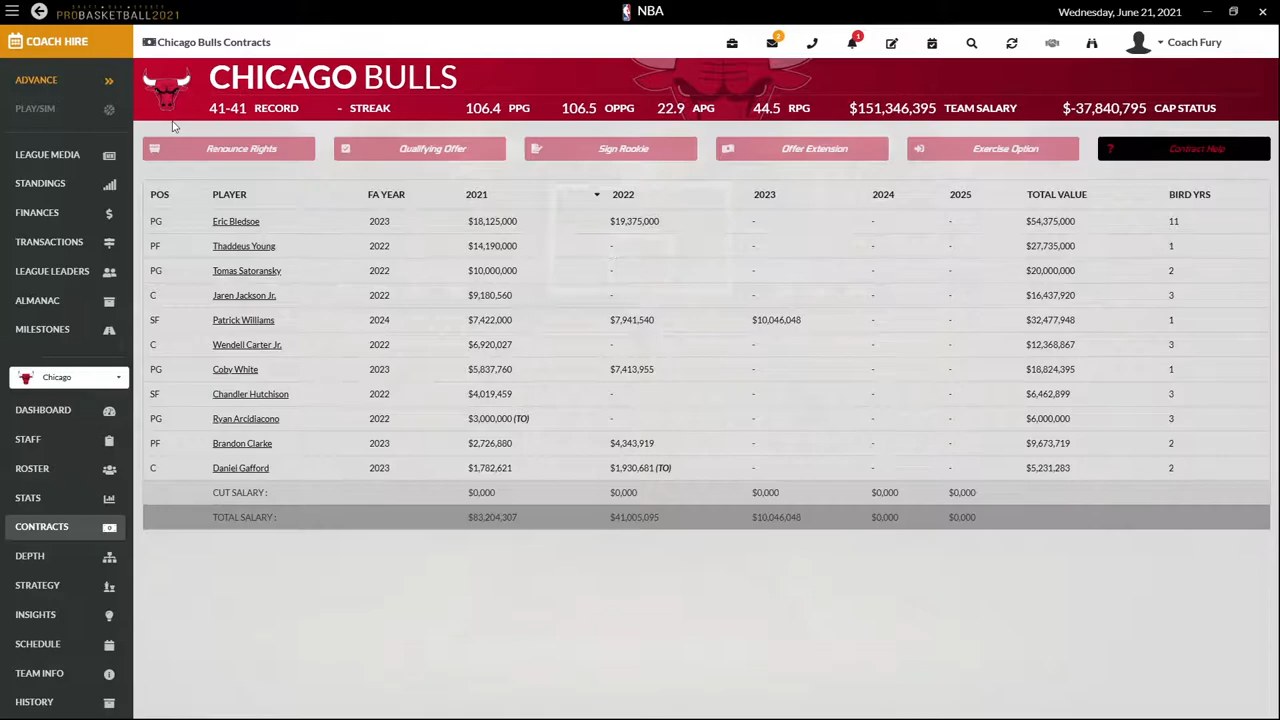 DRAFT DAY SPORTS
PROBASKETBALL2021
NBA
Wednesday, June 21, 2021
COACH HIRE
Chicago Bulls Contracts
2
1
Coach Fury
ADVANCE
PLAY/SIM
LEAGUE MEDIA
STANDINGS
FINANCES
TRANSACTIONS
LEAGUE LEADERS
ALMANAC
MILESTONES
Chicago
DASHBOARD
STAFF
ROSTER
STATS
CONTRACTS
DEPTH
STRATEGY
INSIGHTS
SCHEDULE
TEAM INFO
HISTORY
CHICAGO BULLS
41-41 RECORD - STREAK 106.4 PPG 106.5 OPPG 22.9 APG 44.5 RPG $151,346,395 TEAM SALARY $-37,840,795 CAP STATUS
Renounce Rights Qualifying Offer Sign Rookie Offer Extension Exercise Option ? Contract Help
POS PLAYER FA YEAR 2021 2022 2023 2024 2025 TOTAL VALUE BIRD YRS
PG Eric Bledsoe 2023 $18,125,000 $19,375,000 - - - $54,375,000 11
PF Thaddeus Young 2022 $14,190,000 - - - - $27,735,000 1
PG Tomas Satoransky 2022 $10,000,000 - - - - $20,000,000 2
C Jaren Jackson Jr. 2022 $9,180,560 - - - - $16,437,920 3
SF Patrick Williams 2024 $7,422,000 $7,941,540 $10,046,048 - - $32,477,948 1
C Wendell Carter Jr. 2022 $6,920,027 - - - - $12,368,867 3
PG Coby White 2023 $5,837,760 $7,413,955 - - - $18,824,395 1
SF Chandler Hutchison 2022 $4,019,459 - - - - $6,462,899 3
PG Ryan Arcidiacono 2022 $3,000,000 (TO) - - - - $6,000,000 3
PF Brandon Clarke 2023 $2,726,880 $4,343,919 - - - $9,673,719 2
C Daniel Gafford 2023 $1,782,621 $1,930,681 (TO) - - - $5,231,283 2
CUT SALARY : $0,000 $0,000 $0,000 $0,000 $0,000
TOTAL SALARY : $83,204,307 $41,005,095 $10,046,048 $0,000 $0.000